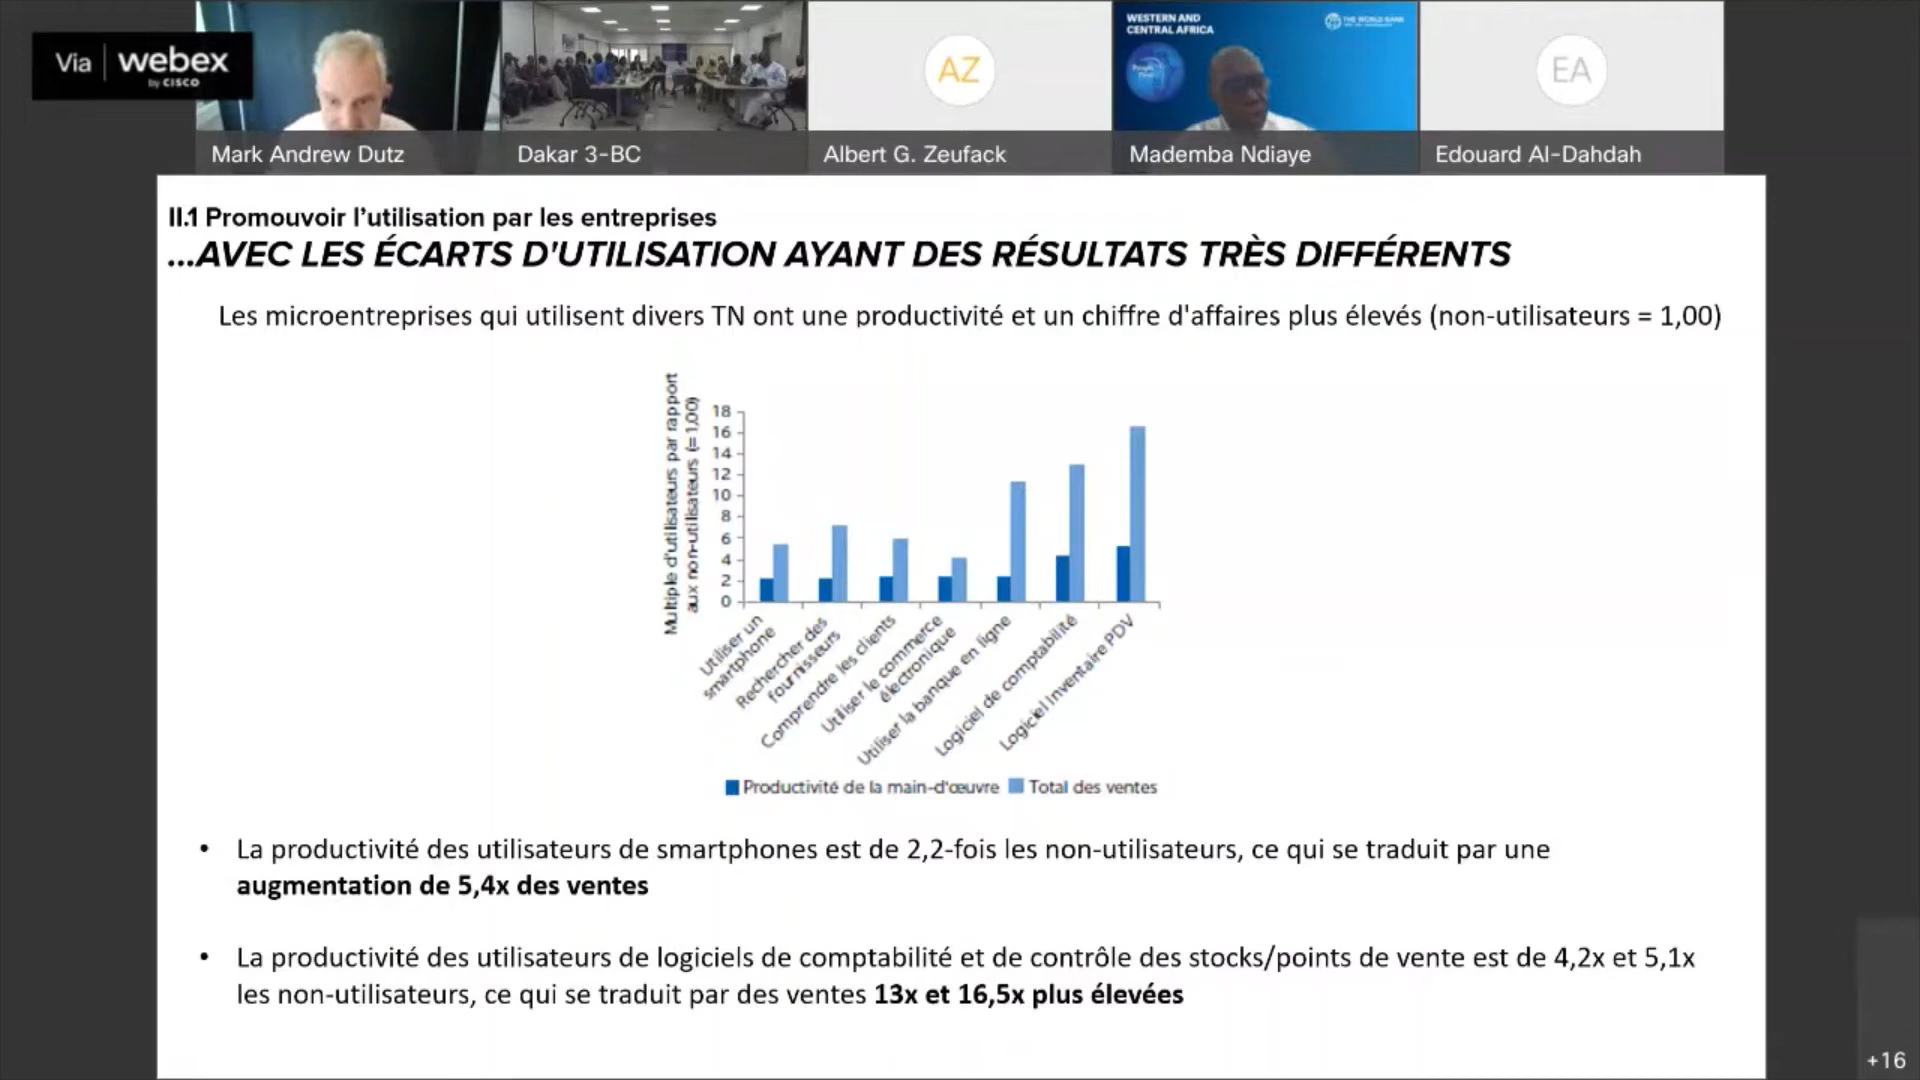 Via webex
by CISCO
WESTERN AND
CENTRAL AFRICA
THE WORLD BANK
People
First
AZ
EA
Mark Andrew Dutz
Dakar 3-BC
Albert G. Zeufack
Mademba Ndiaye
Edouard Al-Dahdah
II.1 Promouvoir l’utilisation par les entreprises
...AVEC LES ÉCARTS D'UTILISATION AYANT DES RÉSULTATS TRÈS DIFFÉRENTS
Les microentreprises qui utilisent divers TN ont une productivité et un chiffre d'affaires plus élevés (non-utilisateurs = 1,00)
Multiple d'utilisateurs par rapport
aux non-utilisateurs (= 1,00)
18
16
14
12
10
8
6
4
2
0
Utiliser un
smartphone
Rechercher des
fournisseurs
Comprendre les clients
Utiliser le commerce
électronique
Utiliser la banque en ligne
Logiciel de comptabilité
Logiciel Inventaire PDV
Productivité de la main-d'œuvre Total des ventes
• La productivité des utilisateurs de smartphones est de 2,2-fois les non-utilisateurs, ce qui se traduit par une
augmentation de 5,4x des ventes
• La productivité des utilisateurs de logiciels de comptabilité et de contrôle des stocks/points de vente est de 4,2x et 5,1x
les non-utilisateurs, ce qui se traduit par des ventes 13x et 16,5x plus élevées
+16